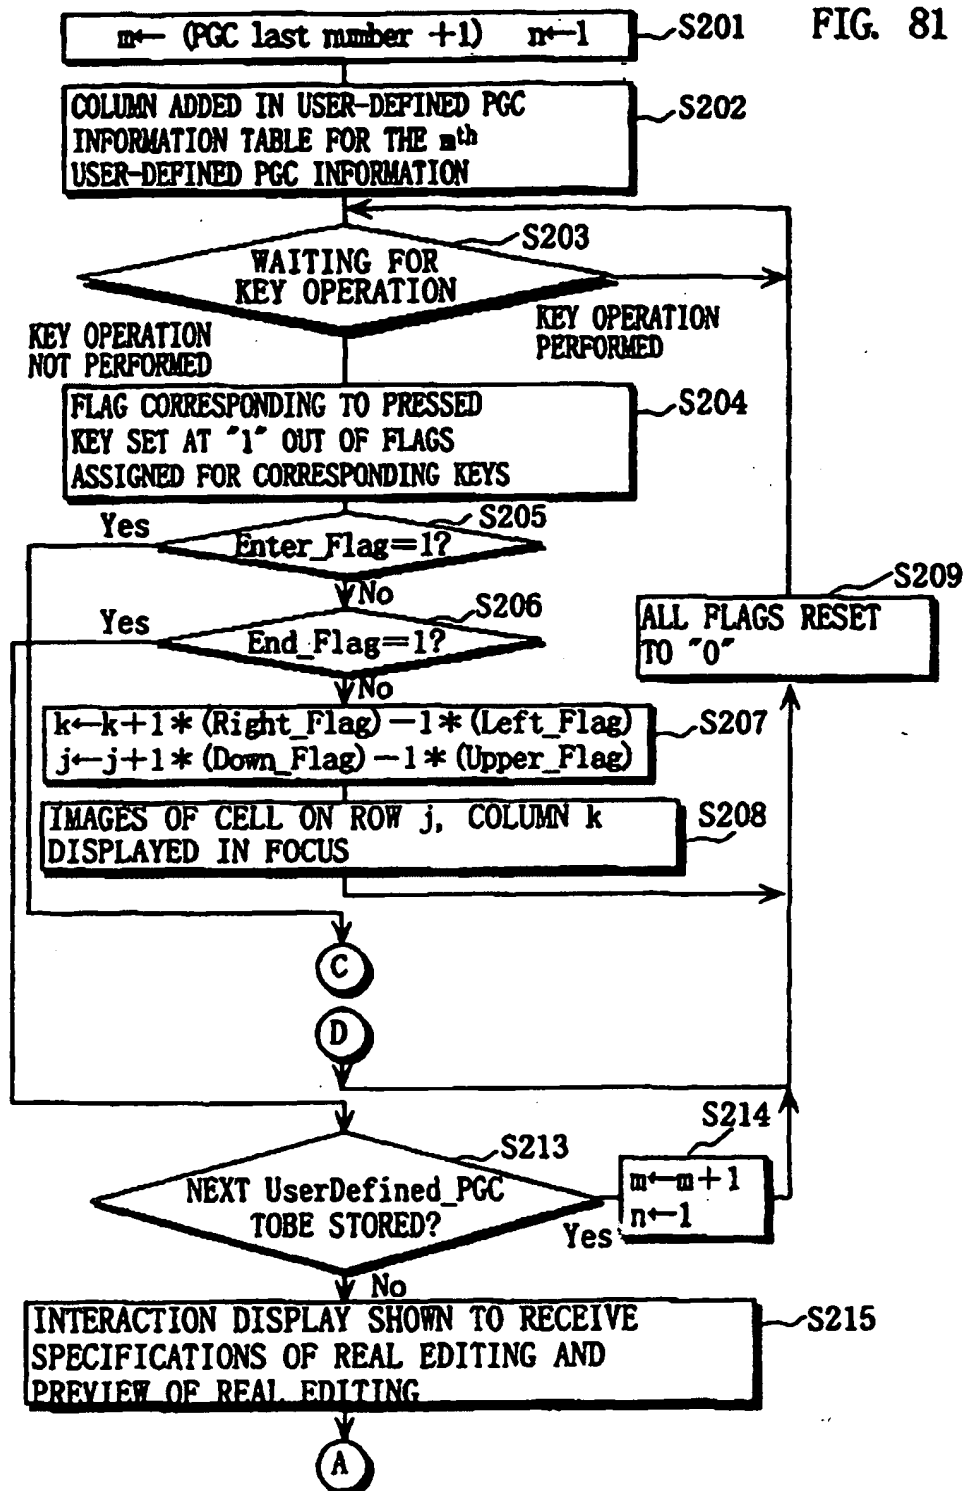 FIG. 81
m← (PGC last number +1) n←1
S201
COLUMN ADDED IN USER-DEFINED PGC
INFORMATION TABLE FOR THE mth
USER-DEFINED PGC INFORMATION
S202
S203
WAITING FOR
KEY OPERATION
KEY OPERATION
NOT PERFORMED
KEY OPERATION
PERFORMED
FLAG CORRESPONDING TO PRESSED
KEY SET AT "1" OUT OF FLAGS
ASSIGNED FOR CORRESPONDING KEYS
S204
Yes
S205
Enter_Flag=1?
No
Yes
S206
End_Flag=1?
No
S209
ALL FLAGS RESET
TO "0"
k←k+1*(Right_Flag)-1*(Left_Flag)
j←j+1*(Down_Flag)-1*(Upper_Flag)
S207
IMAGES OF CELL ON ROW j, COLUMN k
DISPLAYED IN FOCUS
S208
C
D
S213
NEXT UserDefined_PGC
TOBE STORED?
S214
m←m+1
n←1
Yes
No
INTERACTION DISPLAY SHOWN TO RECEIVE
SPECIFICATIONS OF REAL EDITING AND
PREVIEW OF REAL EDITING
S215
A